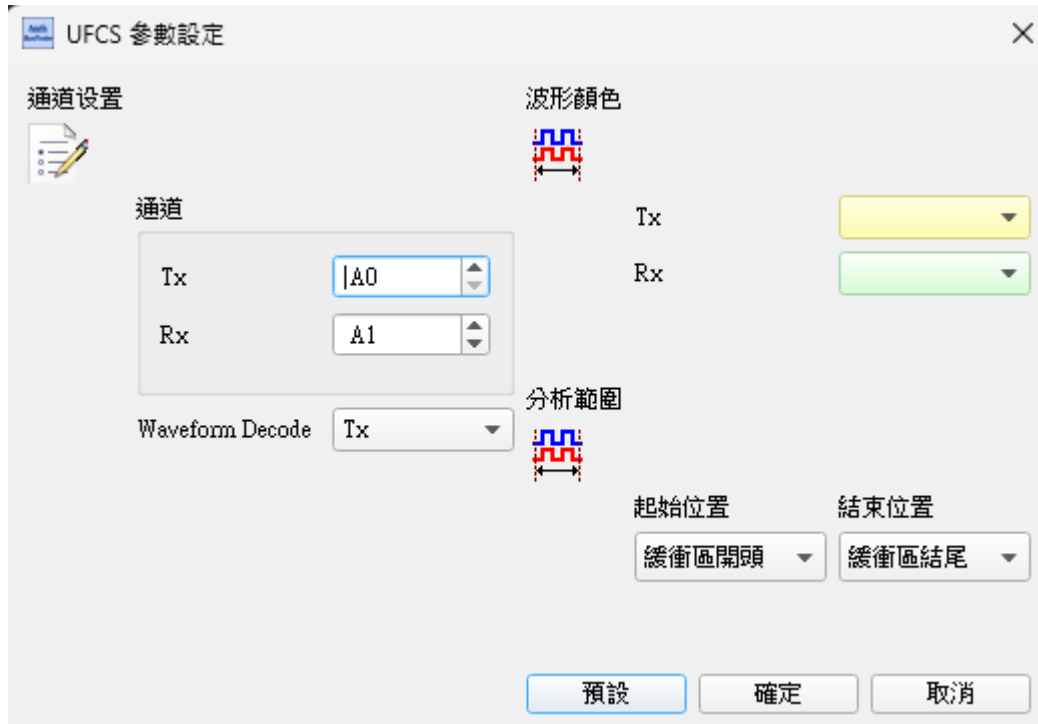 UFCS 參數設定
通道设置
通道
Tx
A0
Rx
A1
Waveform Decode
Tx
波形顏色
Tx
Rx
分析範圍
起始位置
結束位置
緩衝區開頭
緩衝區結尾
預設
確定
取消